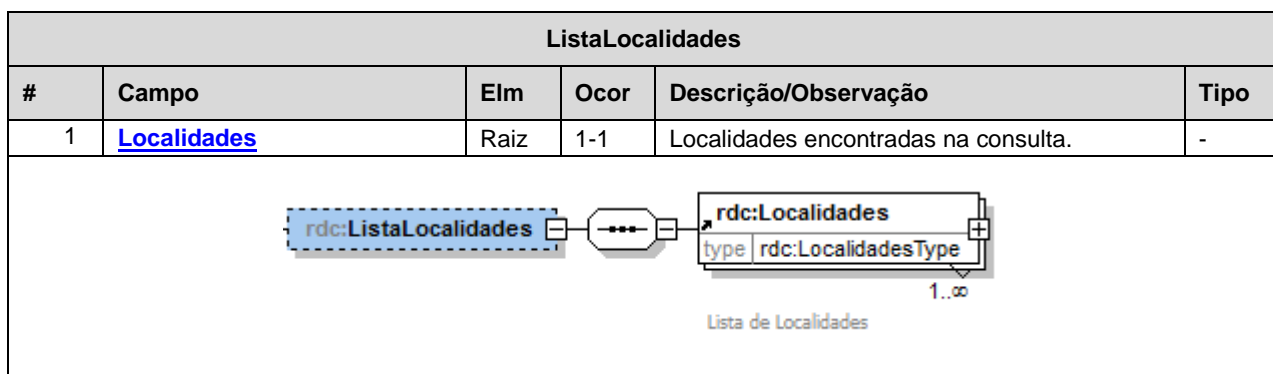 ListaLocalidades
# Campo Elm Ocor Descrição/Observação Tipo
1 Localidades Raiz 1-1 Localidades encontradas na consulta. -
rdc:ListaLocalidades
rdc:Localidades
type rdc:LocalidadesType
1..∞
Lista de Localidades